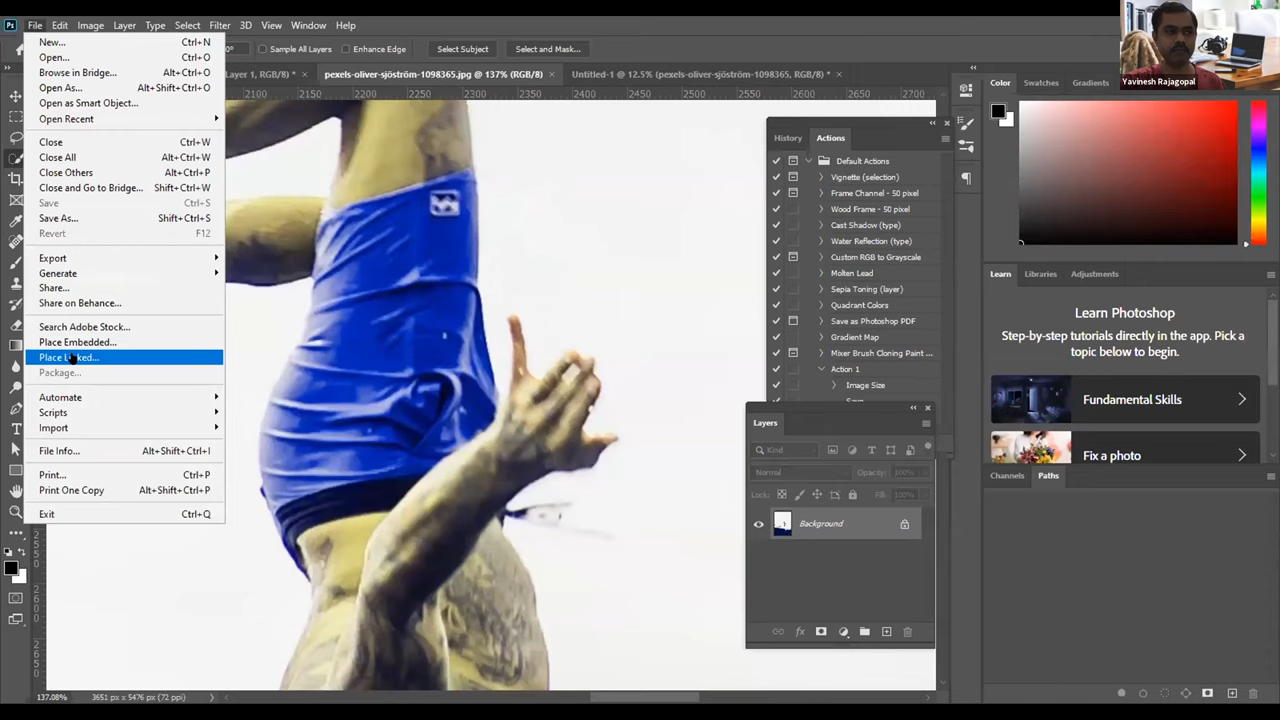 Ps File Edit Image Layer Type Select Filter 3D View Window Help
Sample All Layers Enhance Edge Select Subject Select and Mask...
Layer 1, RGB/8) * × pexels-oliver-sjöström-1098365.jpg @ 137% (RGB/8) × Untitled-1 @ 12.5% (pexels-oliver-sjöström-1098365, RGB/8) * ×
2100 2150 2200 2250 2300 2350 2400 2450 2500 2550 2600 2650 2700
New... Ctrl+N
Open... Ctrl+O
Browse in Bridge... Alt+Ctrl+O
Open As... Alt+Shift+Ctrl+O
Open as Smart Object...
Open Recent
Close Ctrl+W
Close All Alt+Ctrl+W
Close Others Alt+Ctrl+P
Close and Go to Bridge... Shift+Ctrl+W
Save Ctrl+S
Save As... Shift+Ctrl+S
Revert F12
Export
Generate
Share...
Share on Behance...
Search Adobe Stock...
Place Embedded...
Place Linked...
Package...
Automate
Scripts
Import
File Info... Alt+Shift+Ctrl+I
Print... Ctrl+P
Print One Copy Alt+Shift+Ctrl+P
Exit Ctrl+Q
137.08% 3651 px x 5476 px (72 ppi)
History Actions
Default Actions
Vignette (selection)
Frame Channel - 50 pixel
Wood Frame - 50 pixel
Cast Shadow (type)
Water Reflection (type)
Custom RGB to Grayscale
Molten Lead
Sepia Toning (layer)
Quadrant Colors
Save as Photoshop PDF
Gradient Map
Mixer Brush Cloning Paint ...
Action 1
Image Size
Save
Layers
Kind
Normal Opacity: 100%
Lock: Fill: 100%
Background
fx
Yavinesh Rajagopal
Color Swatches Gradients
Learn Libraries Adjustments
Learn Photoshop
Step-by-step tutorials directly in the app. Pick a
topic below to begin.
Fundamental Skills
Fix a photo
Channels Paths